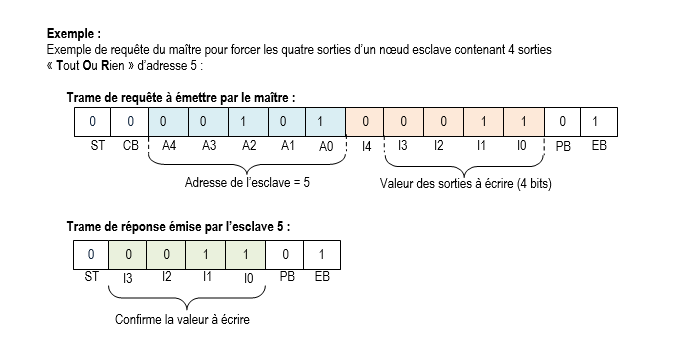 Exemple :
Exemple de requête du maître pour forcer les quatre sorties d'un nœud esclave contenant 4 sorties
« Tout Ou Rien » d'adresse 5 :
Trame de requête à émettre par le maître :
0 0 0 0 1 0 1 0 0 0 1 1 0 1
ST CB A4 A3 A2 A1 A0 I4 I3 I2 I1 I0 PB EB
Adresse de l'esclave = 5 Valeur des sorties à écrire (4 bits)
Trame de réponse émise par l'esclave 5 :
0 0 0 1 1 0 1
ST I3 I2 I1 I0 PB EB
Confirme la valeur à écrire